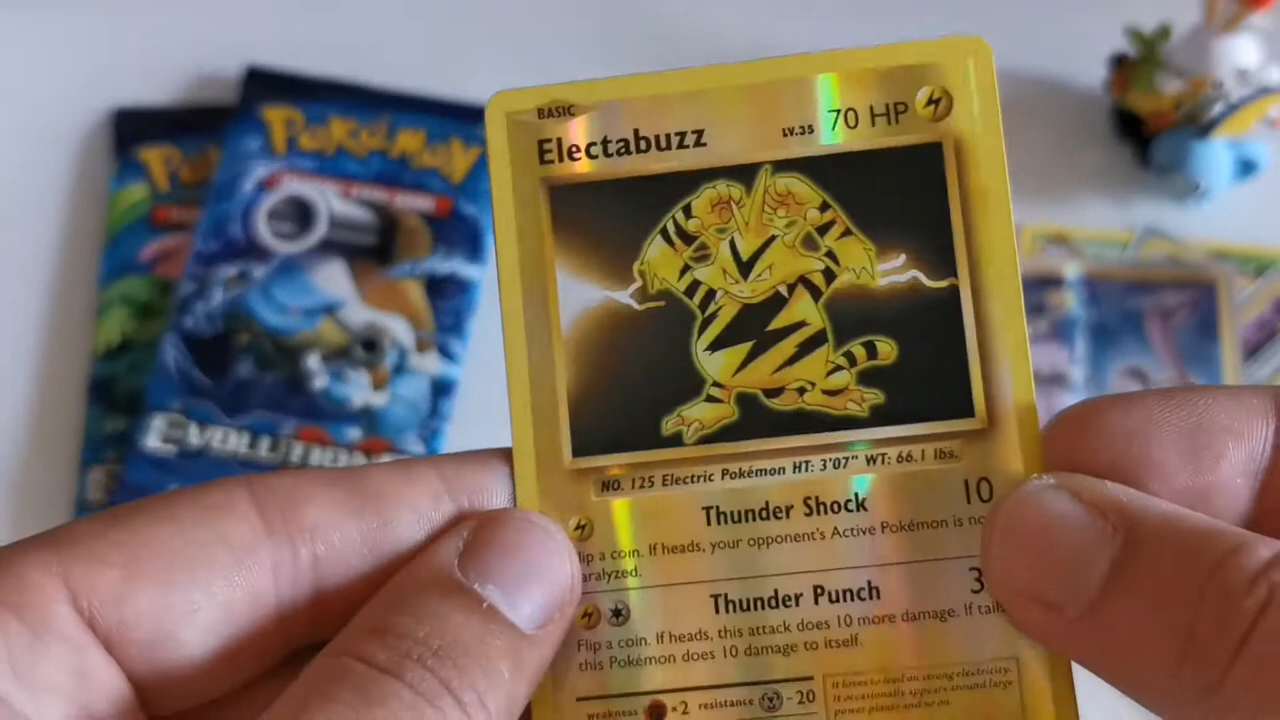 Pokémon
Po
EVOLUTION
BASIC
Electabuzz
LV.35 70 HP
NO. 125 Electric Pokémon HT: 3'07" WT: 66.1 lbs.
Thunder Shock 10
lip a coin. If heads, your opponent's Active Pokémon is no
aralyzed.
Thunder Punch 3
Flip a coin. If heads, this attack does 10 more damage. If tails
this Pokémon does 10 damage to itself.
weakness ×2 resistance -20
It loves to feed on strong electricity.
It occasionally appears around large
power plants and so on.